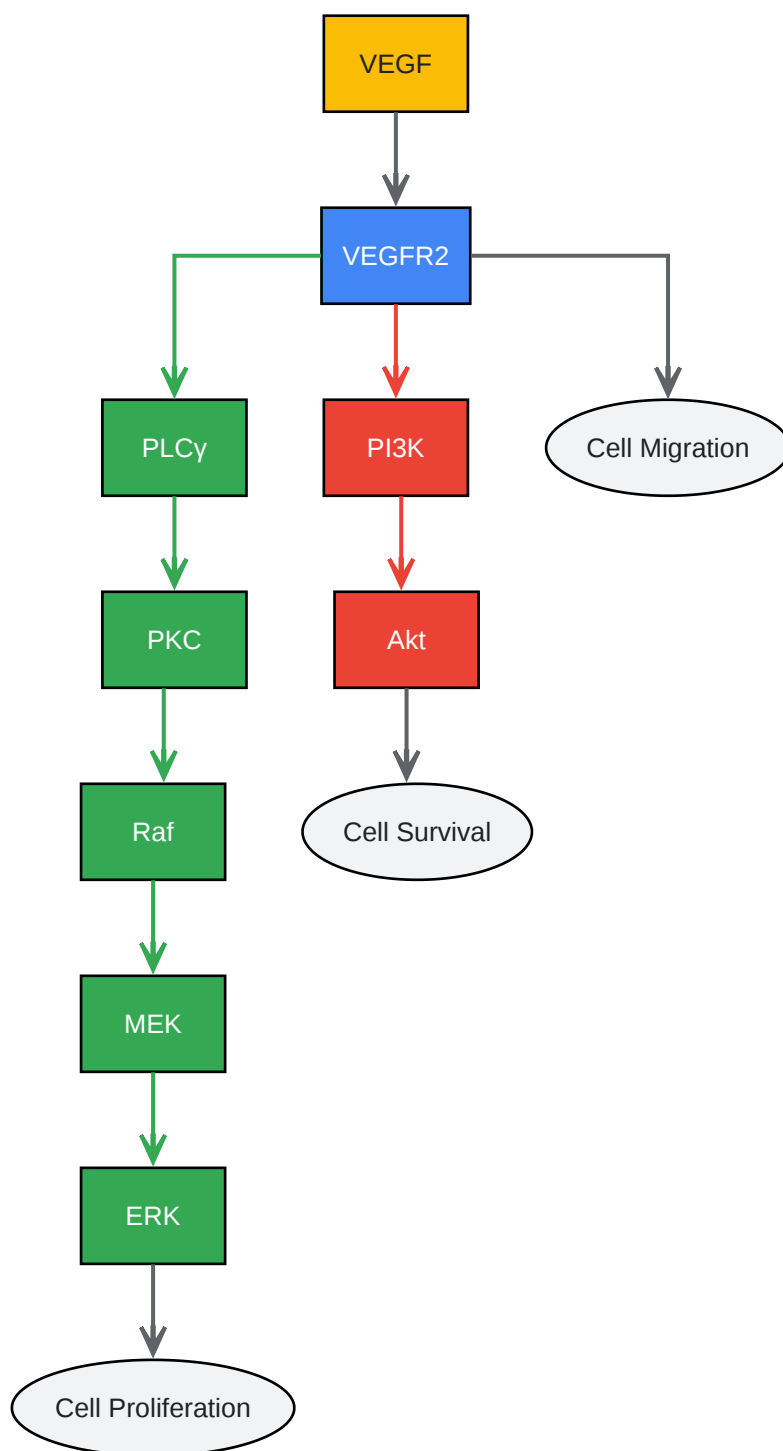 VEGF
VEGFR2
PLCγ
PI3K
Cell Migration
PKC
Akt
Raf
Cell Survival
MEK
ERK
Cell Proliferation